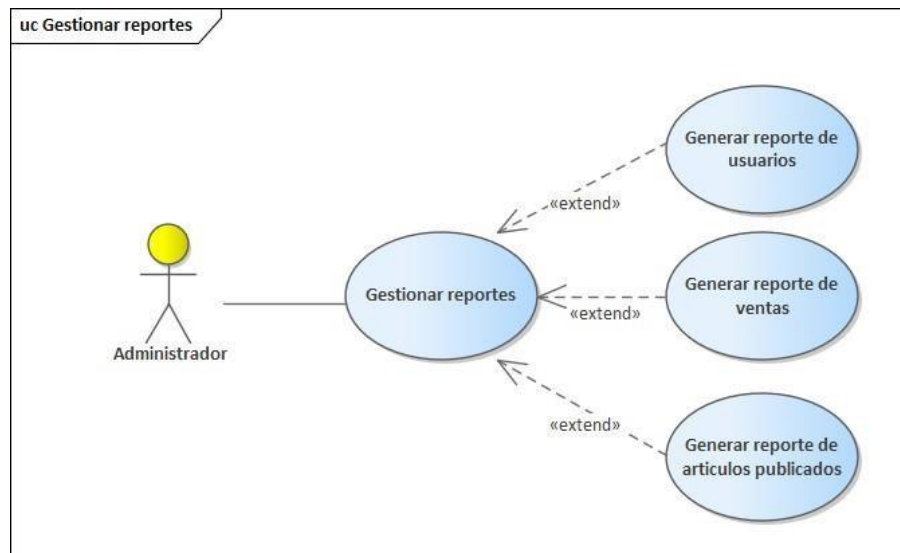 uc Gestionar reportes
Generar reporte de
usuarios
«extend»
Gestionar reportes
Generar reporte de
ventas
«extend»
Administrador
«extend»
Generar reporte de
articulos publicados